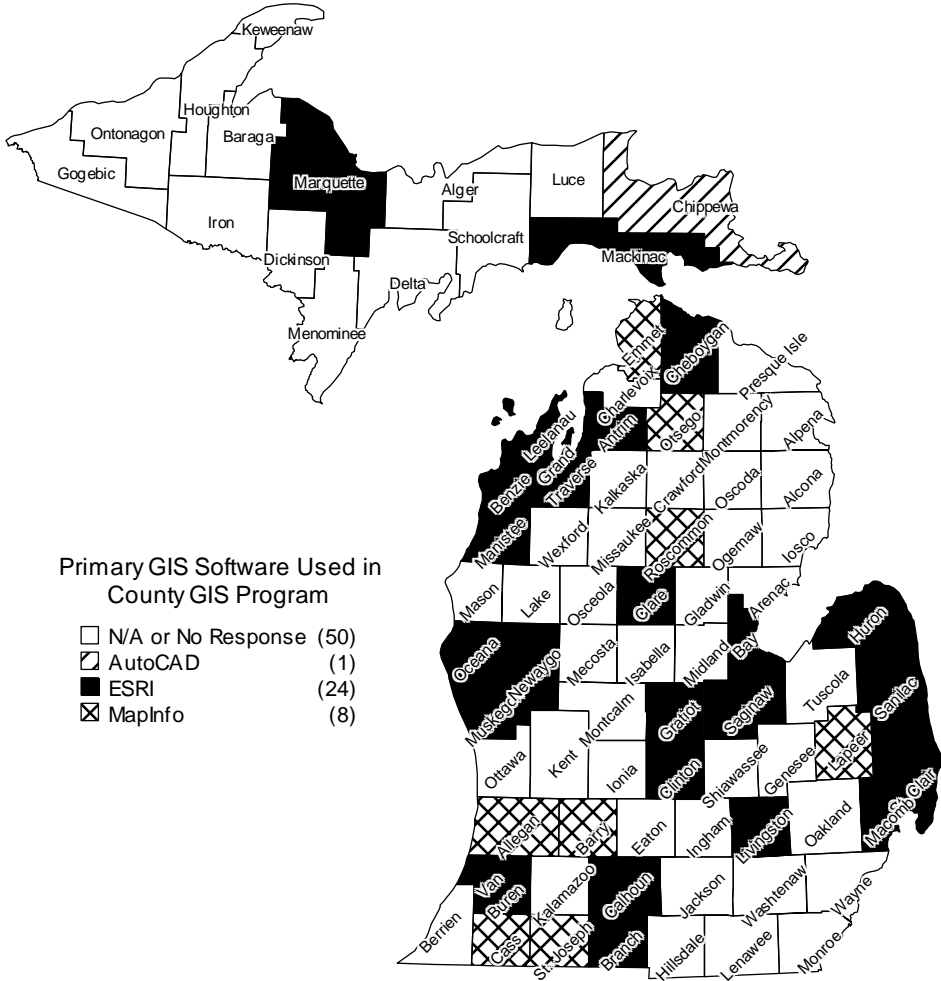 Keweenaw
Houghton
Ontonagon
Baraga
Gogebic
Marquette
Alger
Luce
Chippewa
Iron
Schoolcraft
Dickinson
Mackinac
Delta
Menominee
Emmet
Cheboygan
Presque Isle
Charlevoix
Leelanau
Antrim
Otsego
Montmorency
Alpena
Grand
Traverse
Benzie
Kalkaska
Crawford
Oscoda
Alcona
Manistee
Wexford
Missaukee
Roscommon
Ogemaw
Iosco
Primary GIS Software Used in
County GIS Program
N/A or No Response (50)
AutoCAD (1)
ESRI (24)
MapInfo (8)
Mason
Lake
Osceola
Clare
Gladwin
Arenac
Huron
Oceana
Newaygo
Mecosta
Isabella
Midland
Bay
Tuscola
Sanilac
Muskego
Montcalm
Gratiot
Saginaw
Lapeer
Ottawa
Kent
Ionia
Clinton
Shiawassee
Genesee
St. Clair
Macomb
Allegan
Barry
Eaton
Ingham
Livingston
Oakland
Van
Buren
Kalamazoo
Calhoun
Jackson
Washtenaw
Wayne
Berrien
Cass
St. Joseph
Branch
Hillsdale
Lenawee
Monroe